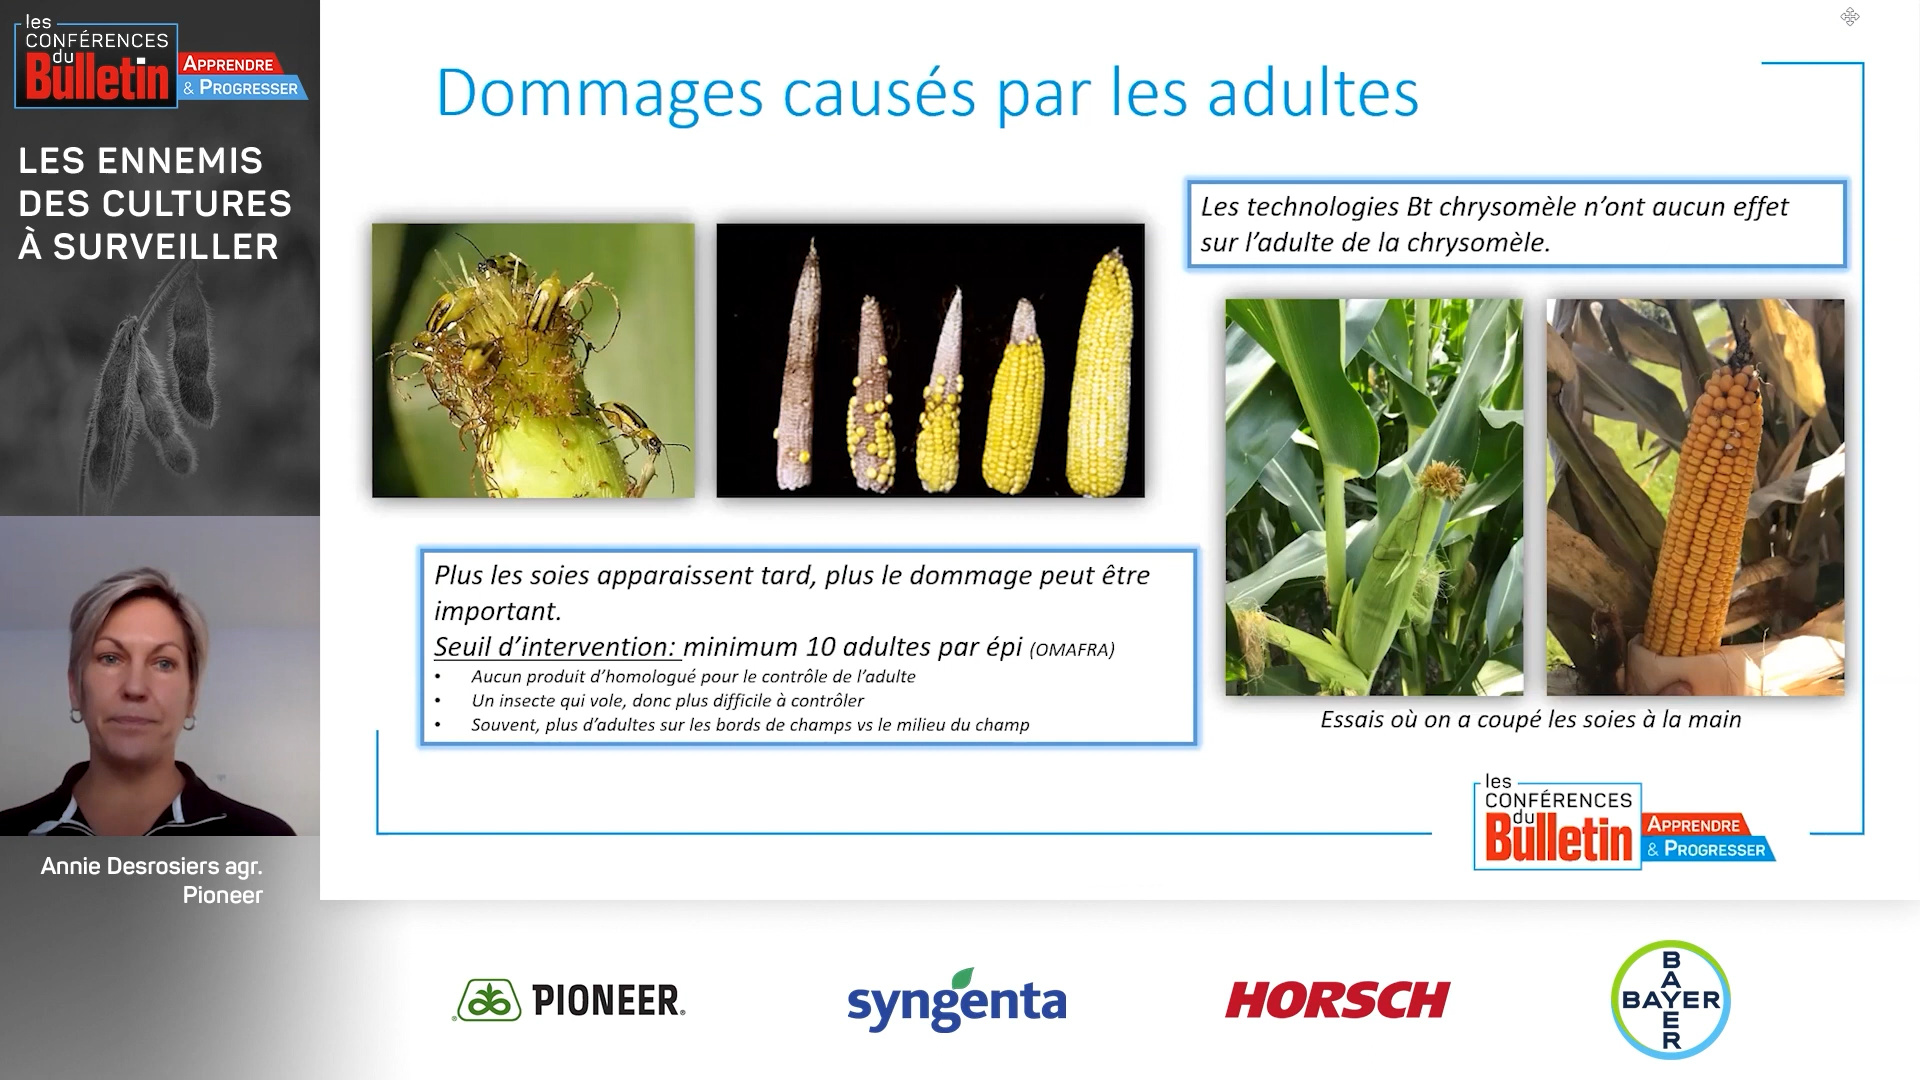 les
CONFÉRENCES
du
Bulletin
APPRENDRE
& PROGRESSER
LES ENNEMIS
DES CULTURES
À SURVEILLER
Annie Desrosiers agr.
Pioneer
Dommages causés par les adultes
Les technologies Bt chrysomèle n’ont aucun effet
sur l’adulte de la chrysomèle.
Plus les soies apparaissent tard, plus le dommage peut être
important.
Seuil d’intervention: minimum 10 adultes par épi (OMAFRA)
• Aucun produit d’homologué pour le contrôle de l’adulte
• Un insecte qui vole, donc plus difficile à contrôler
• Souvent, plus d’adultes sur les bords de champs vs le milieu du champ
Essais où on a coupé les soies à la main
les
CONFÉRENCES
du
Bulletin
APPRENDRE
& PROGRESSER
PIONEER
syngenta
HORSCH
BAYER
BAYER